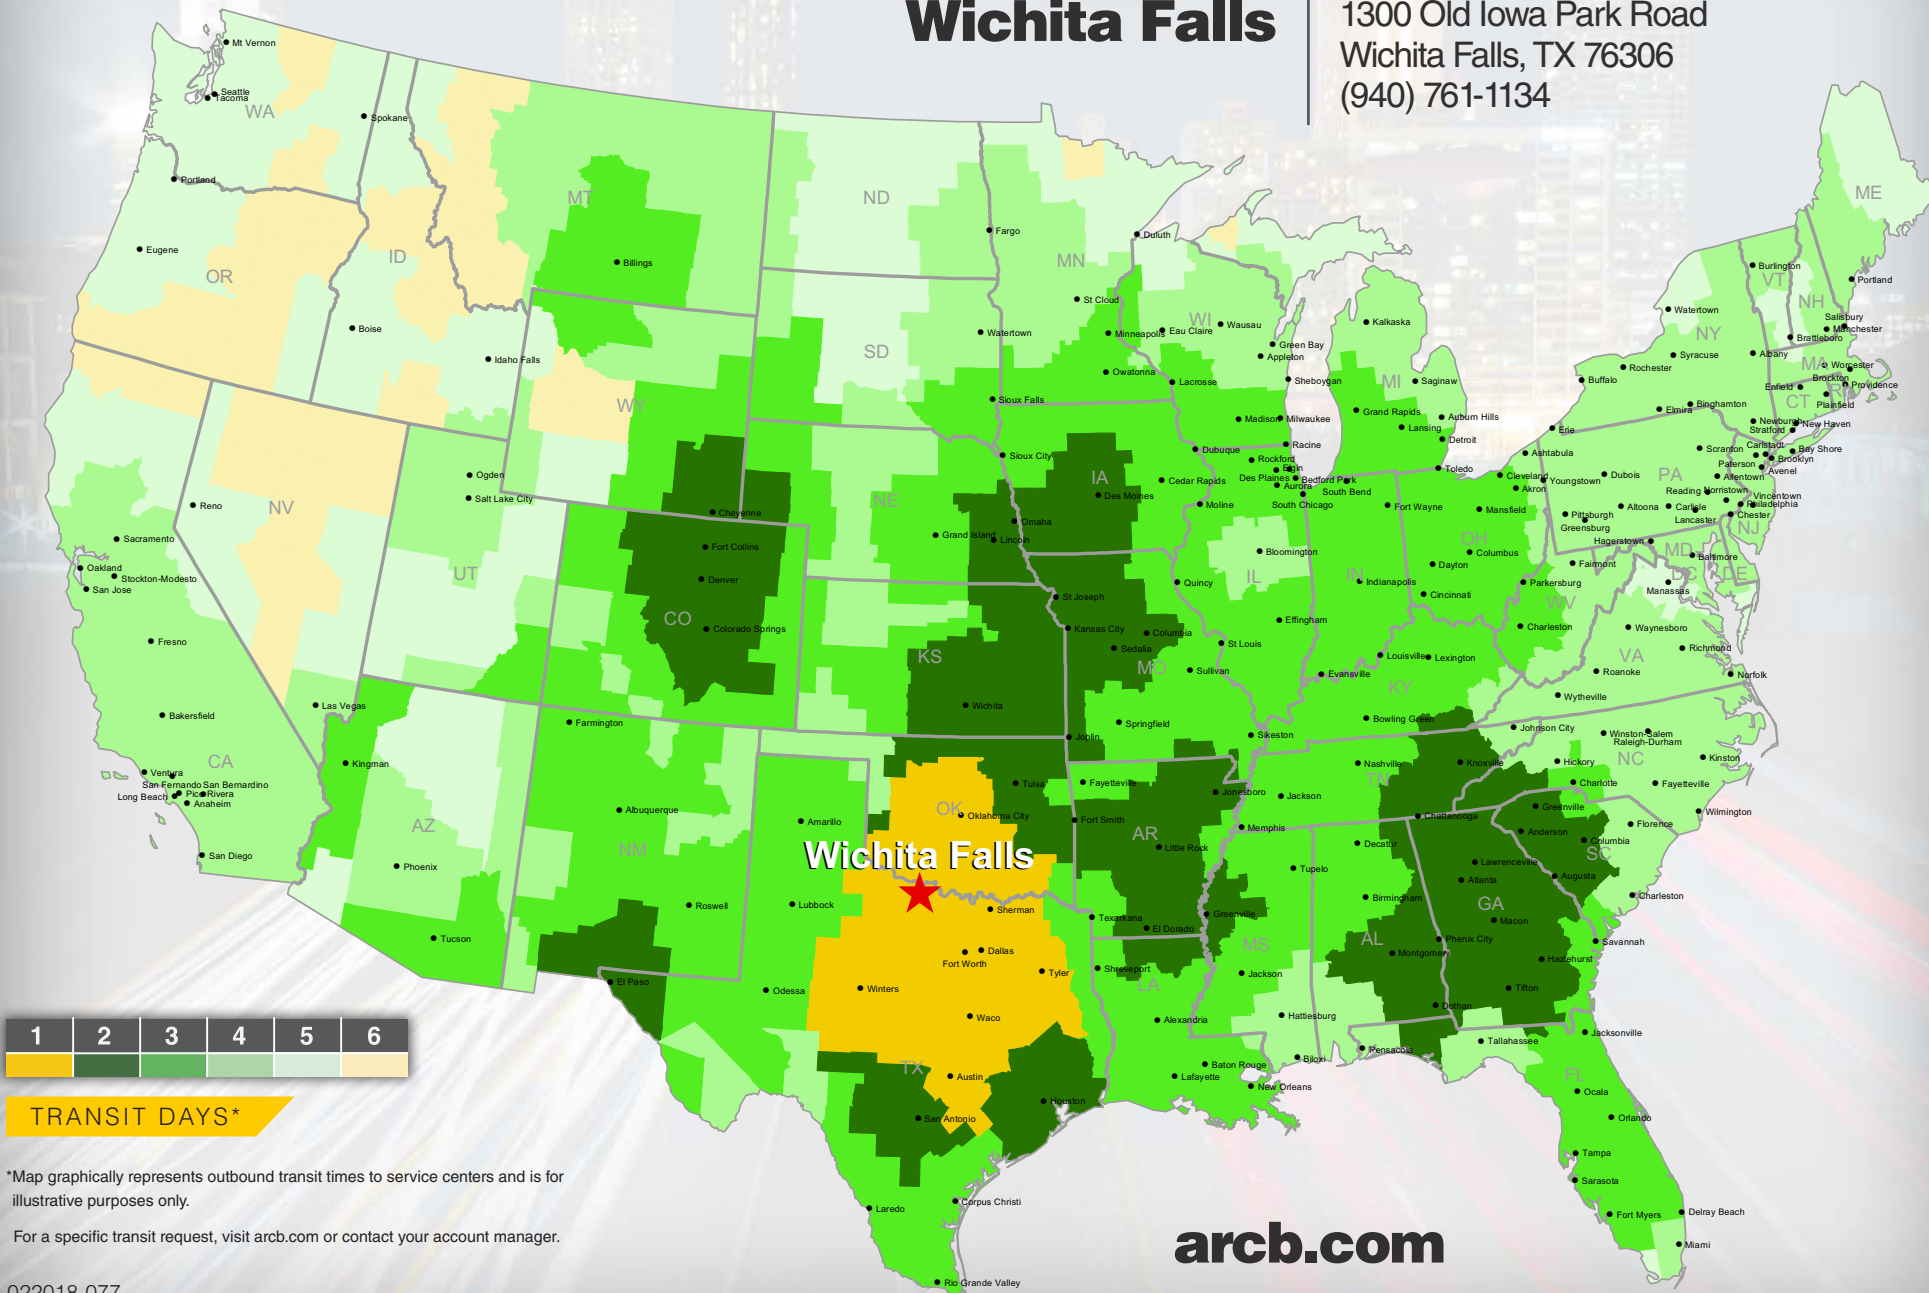 Wichita Falls
1300 Old Iowa Park Road
Wichita Falls, TX 76306
(940) 761-1134
Mt Vernon
Seattle
Tacoma
WA
Spokane
Portland
Eugene
OR
ID
Boise
Idaho Falls
MT
Billings
ND
Fargo
MN
Duluth
St Cloud
Minneapolis
Watertown
SD
Owatonna
Sioux Falls
WI
Eau Claire
Wausau
Green Bay
Appleton
Lacrosse
Sheboygan
Madison
Milwaukee
Racine
Kalkaska
MI
Saginaw
Grand Rapids
Lansing
Auburn Hills
Detroit
ME
Burlington
VT
Portland
NH
Salisbury
Manchester
Brattleboro
Watertown
NY
Syracuse
Albany
MA
Worcester
Rochester
Buffalo
Brockton
Enfield
Providence
RI
CT
Plainfield
Binghamton
Elmira
Newburgh
New Haven
Stratford
Erie
Carlstadt
Bay Shore
Scranton
Brooklyn
Paterson
Avenel
Ashtabula
Toledo
Cleveland
Youngstown
Akron
Dubois
PA
Allentown
Reading
Norristown
Vincentown
Philadelphia
Altoona
Carlisle
Chester
Lancaster
Pittsburgh
Greensburg
NJ
Mansfield
Hagerstown
MD
Baltimore
DC
DE
Manassas
Fairmont
OH
Columbus
Dayton
Cincinnati
Parkersburg
WV
Charleston
Waynesboro
VA
Richmond
Roanoke
Norfolk
Wytheville
WY
Cheyenne
Ogden
Salt Lake City
Reno
NV
UT
Sacramento
Oakland
Stockton-Modesto
San Jose
Fresno
Bakersfield
Las Vegas
CA
Ventura
San Fernando
San Bernardino
Pico Rivera
Long Beach
Anaheim
San Diego
Kingman
AZ
Phoenix
Tucson
Fort Collins
Denver
CO
Colorado Springs
Farmington
Albuquerque
NM
Roswell
El Paso
NE
Grand Island
Lincoln
Omaha
Sioux City
IA
Des Moines
Cedar Rapids
Dubuque
Rockford
Elgin
Des Plaines
Bedford Park
Aurora
South Bend
South Chicago
Moline
Fort Wayne
Bloomington
IL
IN
Indianapolis
Quincy
Effingham
St Joseph
Kansas City
Columbia
Sedalia
MO
St Louis
Sullivan
Springfield
Joplin
Sikeston
KS
Wichita
Evansville
Louisville
Lexington
KY
Bowling Green
Johnson City
Winston-Salem
Raleigh-Durham
NC
Kinston
Hickory
Charlotte
Fayetteville
Wilmington
Nashville
TN
Knoxville
Jackson
Memphis
Chattanooga
Greenville
Anderson
Florence
Columbia
SC
Charleston
OK
Oklahoma City
Tulsa
Fayetteville
Fort Smith
Jonesboro
AR
Little Rock
Texarkana
El Dorado
Amarillo
Lubbock
Wichita Falls
Sherman
Dallas
Fort Worth
Tyler
Winters
Odessa
Waco
TX
Austin
San Antonio
Houston
Laredo
Corpus Christi
Rio Grande Valley
Shreveport
LA
Alexandria
Baton Rouge
Lafayette
New Orleans
Greenville
MS
Jackson
Hattiesburg
Biloxi
Tupelo
Decatur
Birmingham
AL
Montgomery
Phenix City
Dothan
Pensacola
Lawrenceville
Atlanta
Augusta
GA
Macon
Savannah
Hazlehurst
Tifton
Tallahassee
Jacksonville
FL
Ocala
Orlando
Tampa
Sarasota
Fort Myers
Delray Beach
Miami
1 2 3 4 5 6
TRANSIT DAYS*
*Map graphically represents outbound transit times to service centers and is for
illustrative purposes only.
For a specific transit request, visit arcb.com or contact your account manager.
arcb.com
022018-077